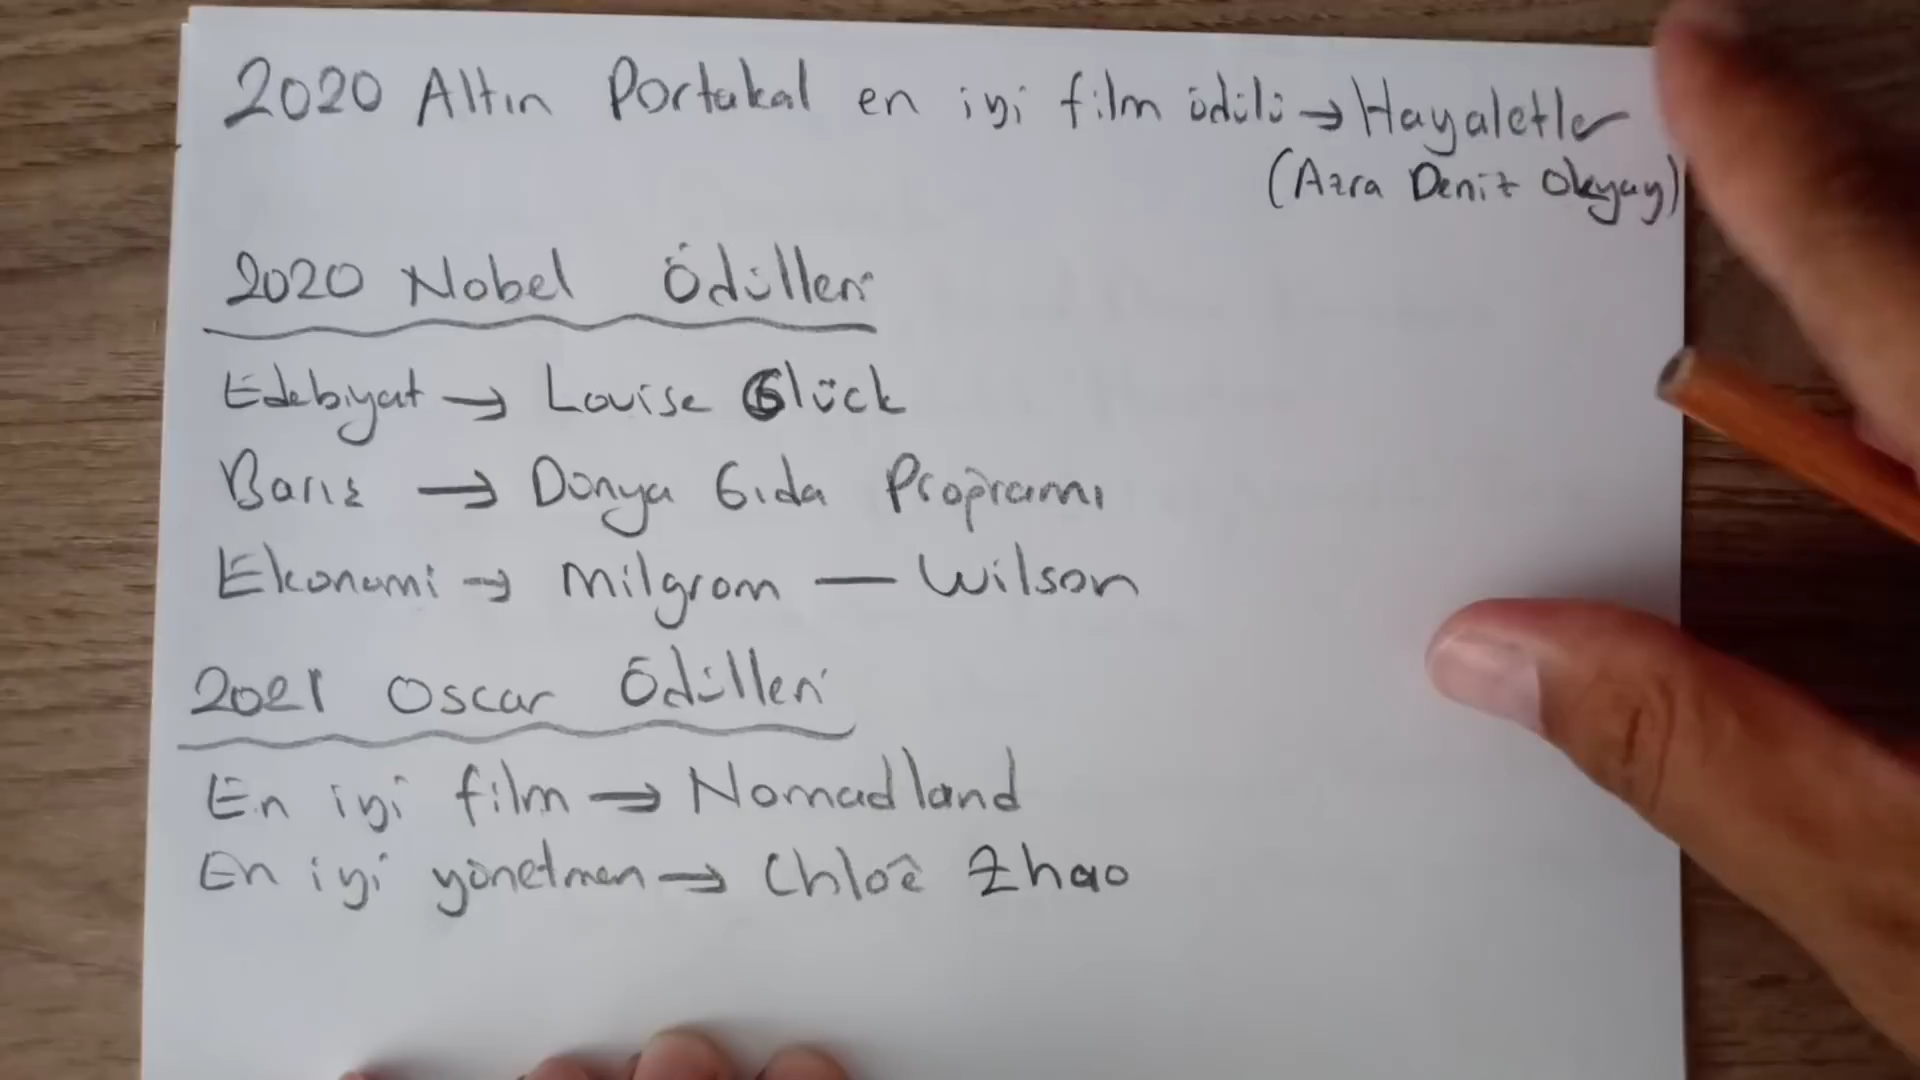 2020 Altın Portakal en iyi film ödülü → Hayaletler
(Azra Deniz Okyay)
2020 Nobel Ödülleri
Edebiyat → Louise Glück
Barış → Dünya Gıda Programı
Ekonomi → Milgrom — Wilson
2021 Oscar Ödülleri
En iyi film → Nomadland
En iyi yönetmen → Chloê Zhao